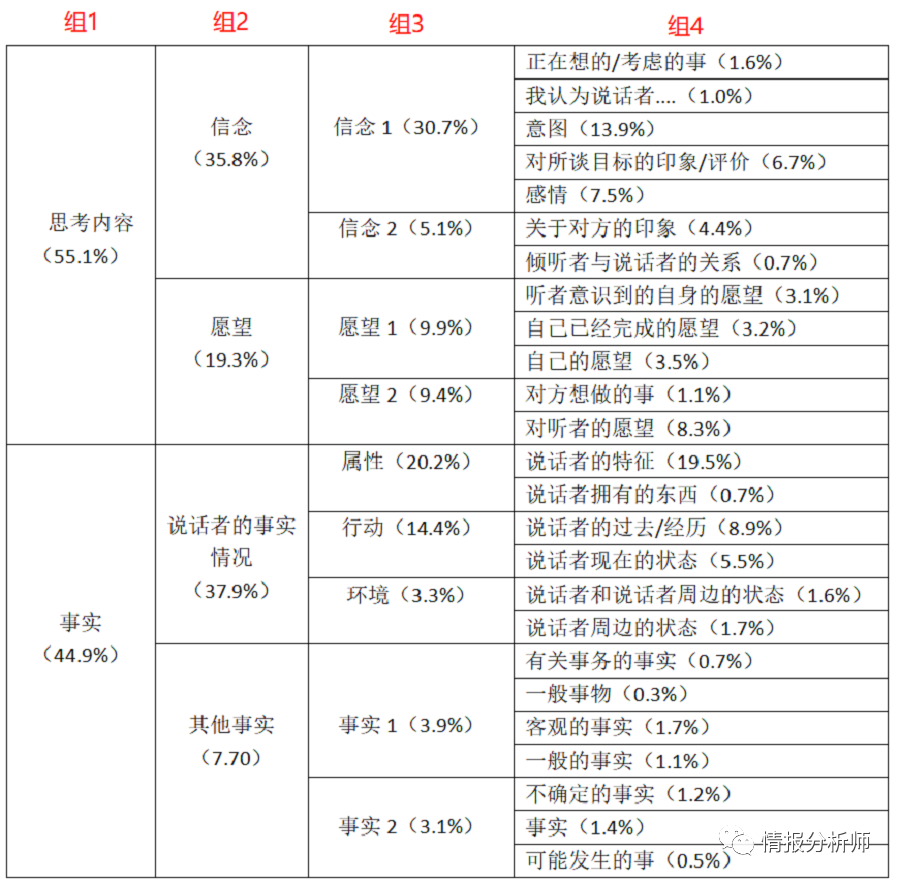 组1 组2 组3 组4
正在想的/考虑的事（1.6%）
我认为说话者....（1.0%）
信念 信念 1（30.7%） 意图（13.9%）
（35.8%） 对所谈目标的印象/评价（6.7%）
感情（7.5%）
思考内容 信念 2（5.1%） 关于对方的印象（4.4%）
（55.1%） 倾听者与说话者的关系（0.7%）
听者意识到的自身的愿望（3.1%）
愿望 愿望 1（9.9%） 自己已经完成的愿望（3.2%）
（19.3%） 自己的愿望（3.5%）
愿望 2（9.4%） 对方想做的事（1.1%）
对听者的愿望（8.3%）
属性（20.2%） 说话者的特征（19.5%）
说话者拥有的东西（0.7%）
说话者的事实 行动（14.4%） 说话者的过去/经历（8.9%）
情况 说话者现在的状态（5.5%）
（37.9%） 环境（3.3%） 说话者和说话者周边的状态（1.6%）
事实 说话者周边的状态（1.7%）
（44.9%） 有关事务的事实（0.7%）
一般事物（0.3%）
其他事实 事实 1（3.9%） 客观的事实（1.7%）
（7.70） 一般的事实（1.1%）
不确定的事实（1.2%）
事实 2（3.1%） 事实（1.4%）
可能发生的事（0.5%）
情报分析师